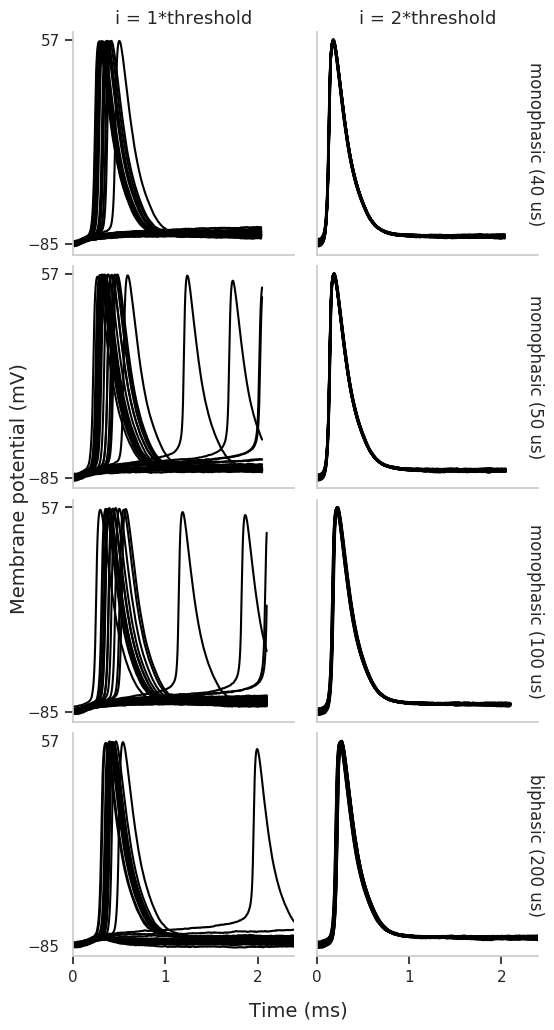 i = 1*threshold
i = 2*threshold
57
−85
monophasic (40 us)
57
−85
monophasic (50 us)
Membrane potential (mV)
57
−85
monophasic (100 us)
57
−85
biphasic (200 us)
0
1
2
0
1
2
Time (ms)